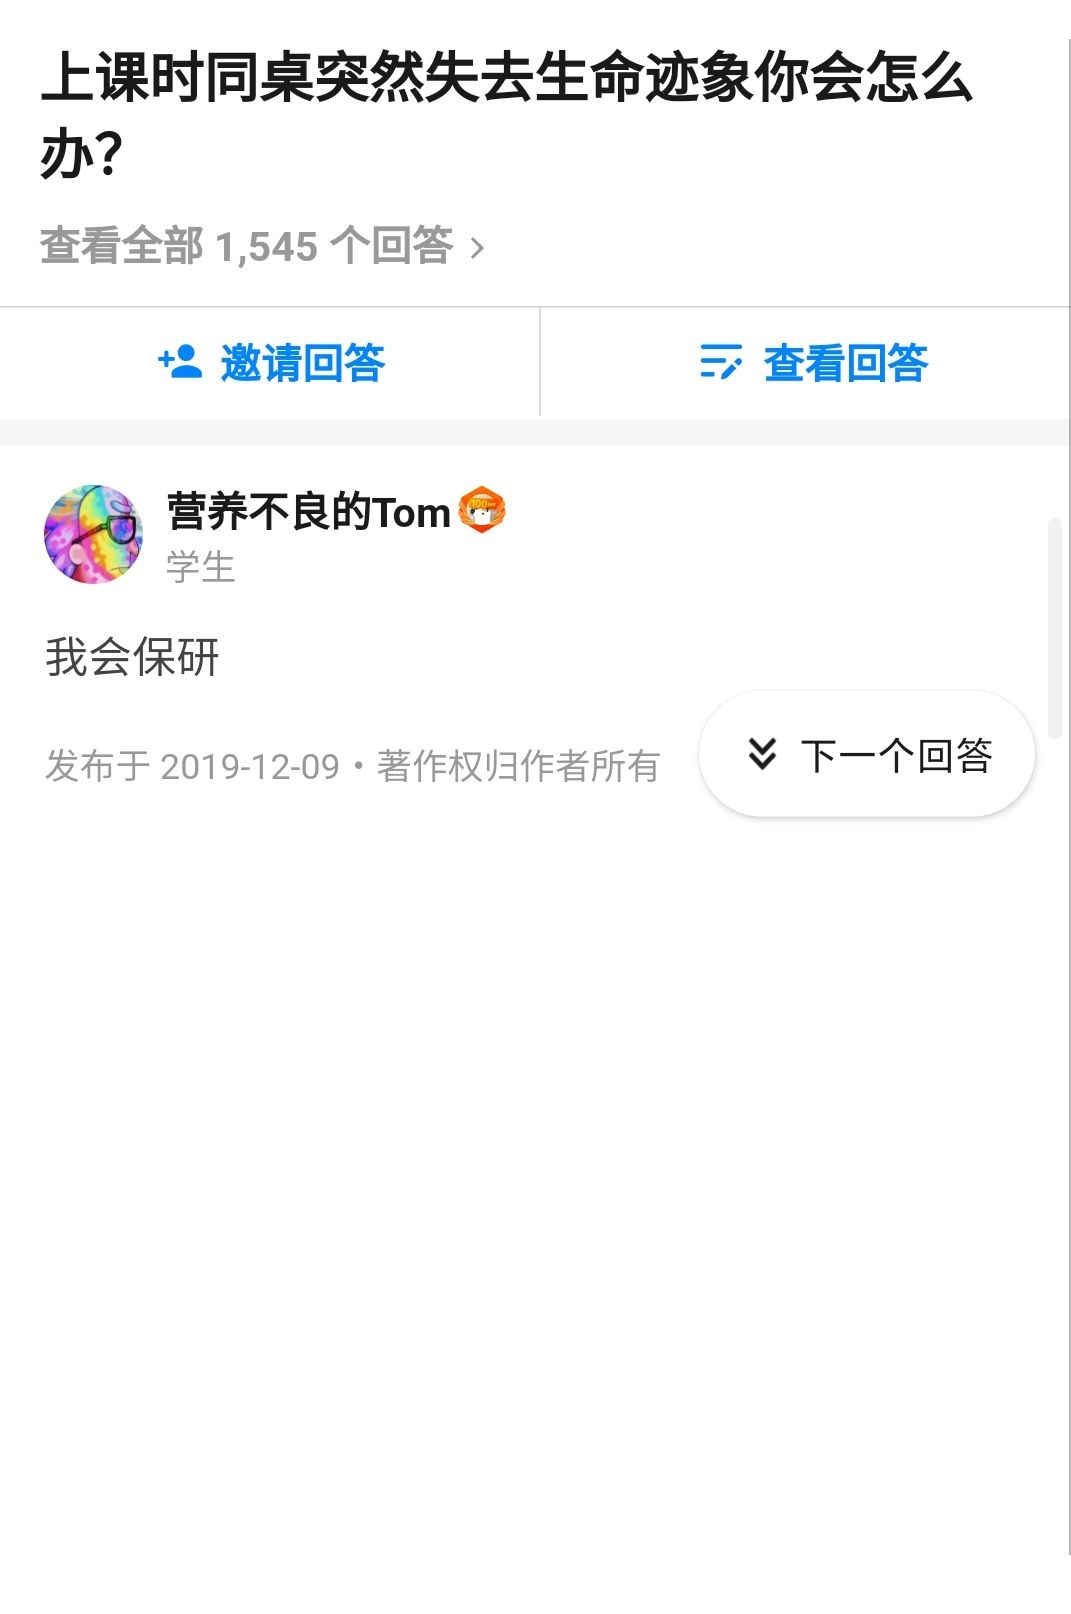 上课时同桌突然失去生命迹象你会怎么
办?
查看全部 1,545 个回答
邀请回答
查看回答
营养不良的Tom
学生
我会保研
发布于 2019-12-09・著作权归作者所有
下一个回答